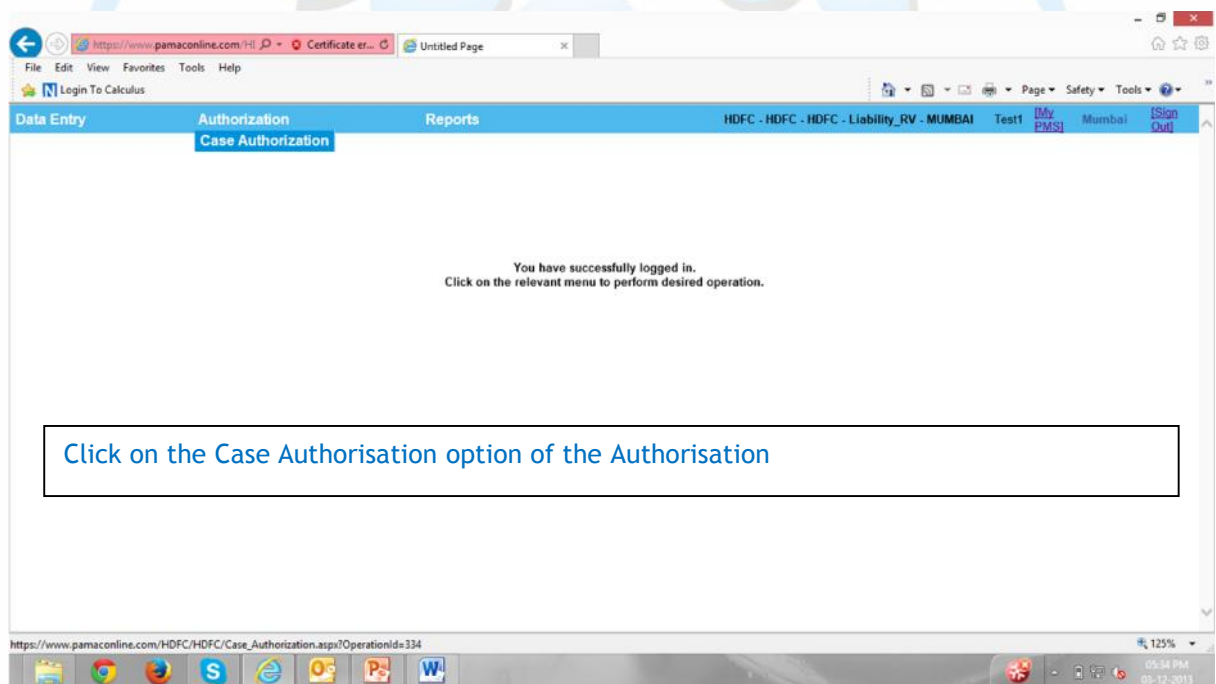 https://www.pamaconline.com/HI Certificate er... Untitled Page
File Edit View Favorites Tools Help
Login To Calculus Page Safety Tools
Data Entry Authorization Reports HDFC - HDFC - HDFC - Liability_RV - MUMBAI Test1 [My PMS] Mumbai [Sign Out]
Case Authorization
You have successfully logged in.
Click on the relevant menu to perform desired operation.
Click on the Case Authorisation option of the Authorisation
https://www.pamaconline.com/HDFC/HDFC/Case_Authorization.aspx?OperationId=334 125%
05:34 PM
03-12-2013